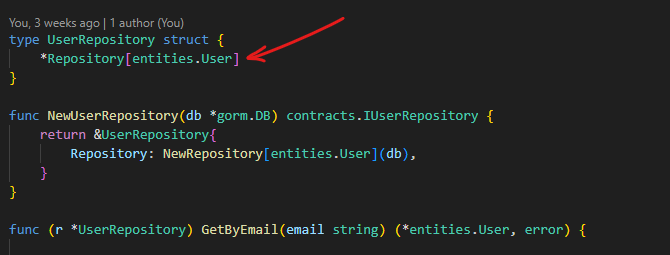 You, 3 weeks ago | 1 author (You)
type UserRepository struct {
    *Repository[entities.User]
}
func NewUserRepository(db *gorm.DB) contracts.IUserRepository {
    return &UserRepository{
        Repository: NewRepository[entities.User](db),
    }
}
func (r *UserRepository) GetByEmail(email string) (*entities.User, error) {